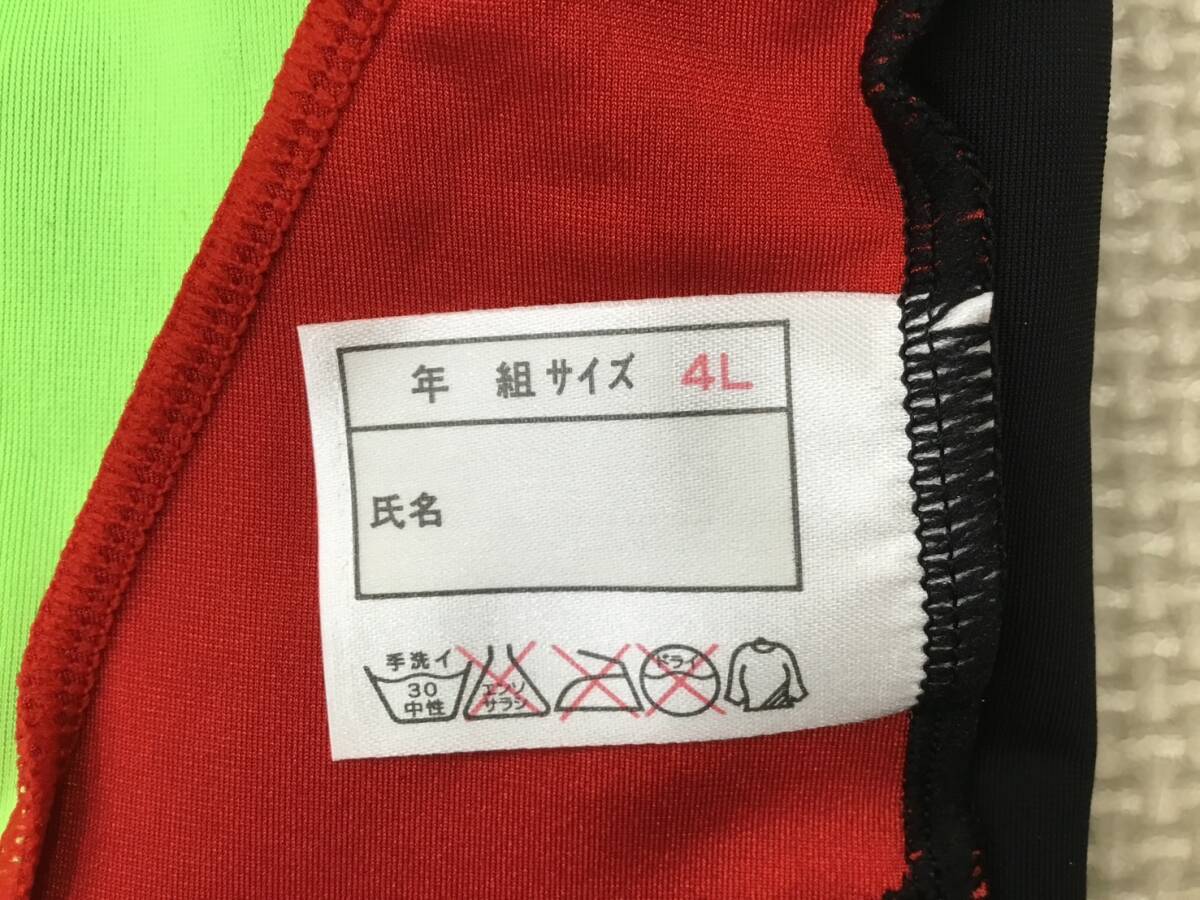 年 組 サイズ 4L
氏名
手洗イ
30
中性
エンソ
サラシ
ドライ